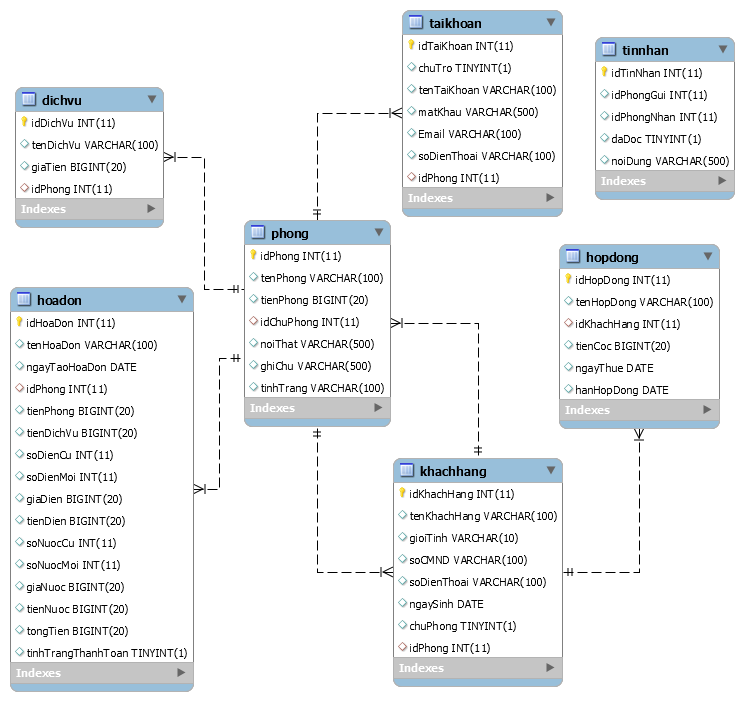 taikhoan
idTaiKhoan INT(11)
chuTro TINYINT(1)
tenTaiKhoan VARCHAR(100)
matKhau VARCHAR(500)
Email VARCHAR(100)
soDienThoai VARCHAR(100)
idPhong INT(11)
Indexes
tinnhan
idTinNhan INT(11)
idPhongGui INT(11)
idPhongNhan INT(11)
daDoc TINYINT(1)
noiDung VARCHAR(500)
Indexes
dichvu
idDichVu INT(11)
tenDichVu VARCHAR(100)
giaTien BIGINT(20)
idPhong INT(11)
Indexes
phong
idPhong INT(11)
tenPhong VARCHAR(100)
tienPhong BIGINT(20)
idChuPhong INT(11)
noiThat VARCHAR(500)
ghiChu VARCHAR(500)
tinhTrang VARCHAR(100)
Indexes
hopdong
idHopDong INT(11)
tenHopDong VARCHAR(100)
idKhachHang INT(11)
tienCoc BIGINT(20)
ngayThue DATE
hanHopDong DATE
Indexes
hoadon
idHoaDon INT(11)
tenHoaDon VARCHAR(100)
ngayTaoHoaDon DATE
idPhong INT(11)
tienPhong BIGINT(20)
tienDichVu BIGINT(20)
soDienCu INT(11)
soDienMoi INT(11)
giaDien BIGINT(20)
tienDien BIGINT(20)
soNuocCu INT(11)
soNuocMoi INT(11)
giaNuoc BIGINT(20)
tienNuoc BIGINT(20)
tongTien BIGINT(20)
tinhTrangThanhToan TINYINT(1)
Indexes
khachhang
idKhachHang INT(11)
tenKhachHang VARCHAR(100)
gioiTinh VARCHAR(10)
soCMND VARCHAR(100)
soDienThoai VARCHAR(100)
ngaySinh DATE
chuPhong TINYINT(1)
idPhong INT(11)
Indexes